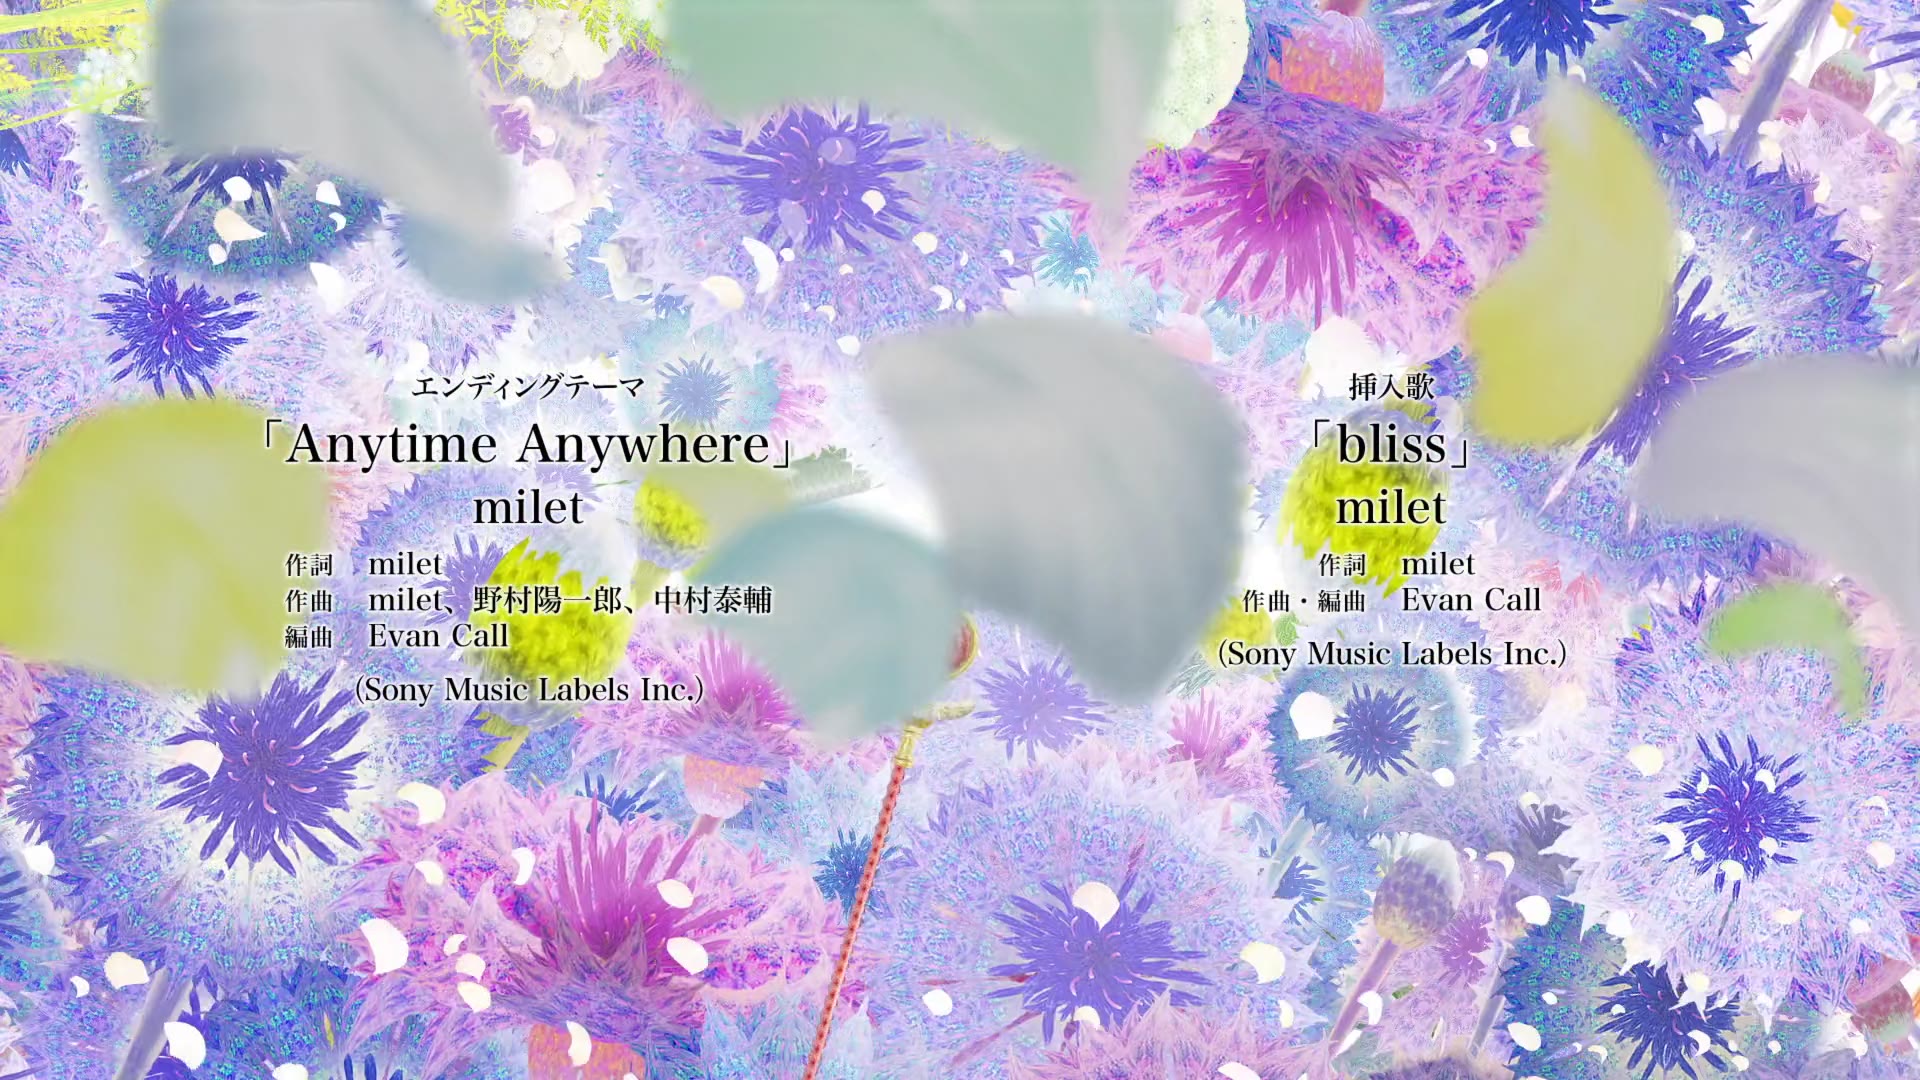 エンディングテーマ
「Anytime Anywhere」
milet
作詞 milet
作曲 milet、野村陽一郎、中村泰輔
編曲 Evan Call
(Sony Music Labels Inc.)
挿入歌
「bliss」
milet
作詞 milet
作曲・編曲 Evan Call
(Sony Music Labels Inc.)